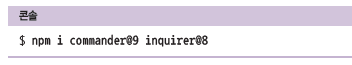 콘솔
$ npm i commander@9 inquirer@8